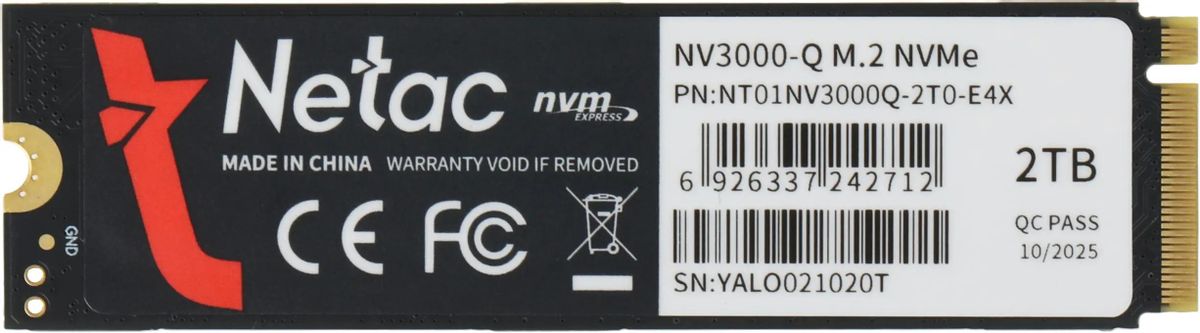 Netac
nvm
EXPRESS
MADE IN CHINA WARRANTY VOID IF REMOVED
CE FC
GND
NV3000-Q M.2 NVMe
PN:NT01NV3000Q-2T0-E4X
6 926337 242712
2TB
QC PASS
10/2025
SN:YALO021020T